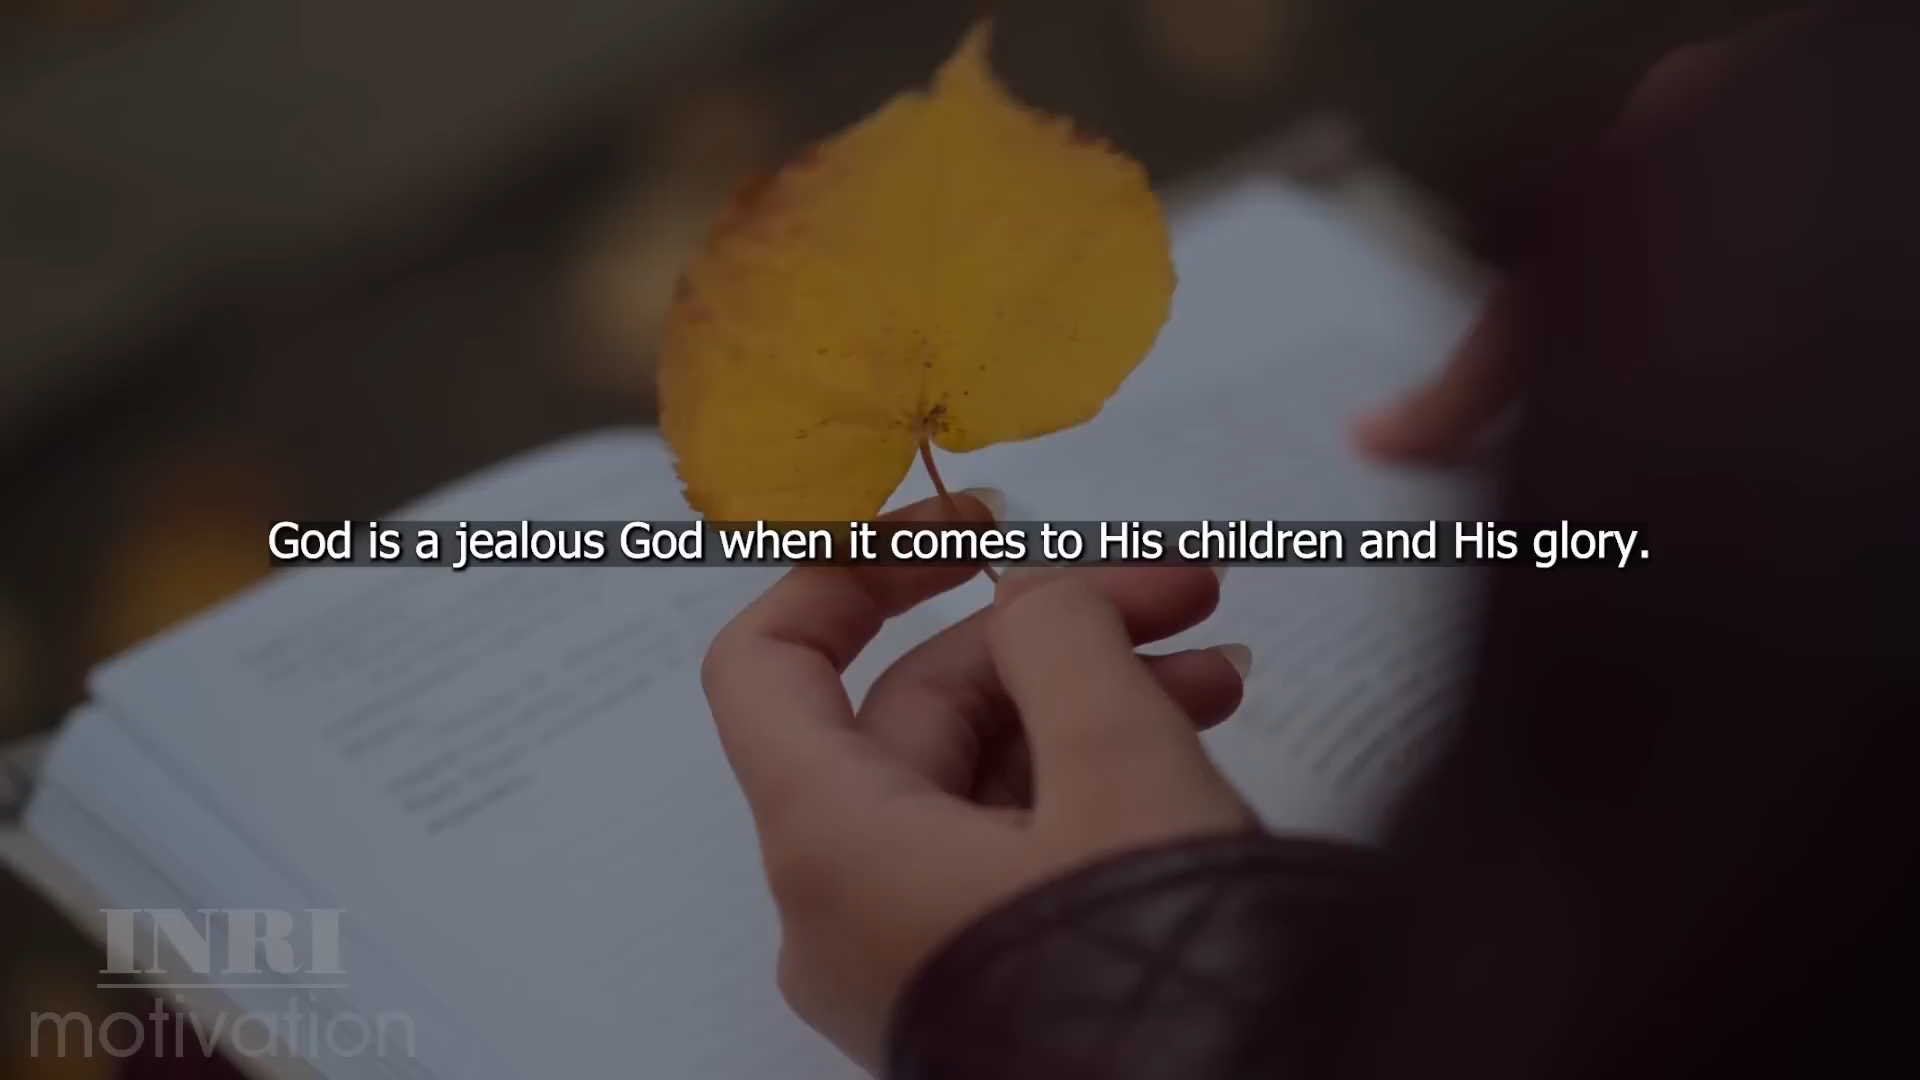 God is a jealous God when it comes to His children and His glory.
INRI
motivation